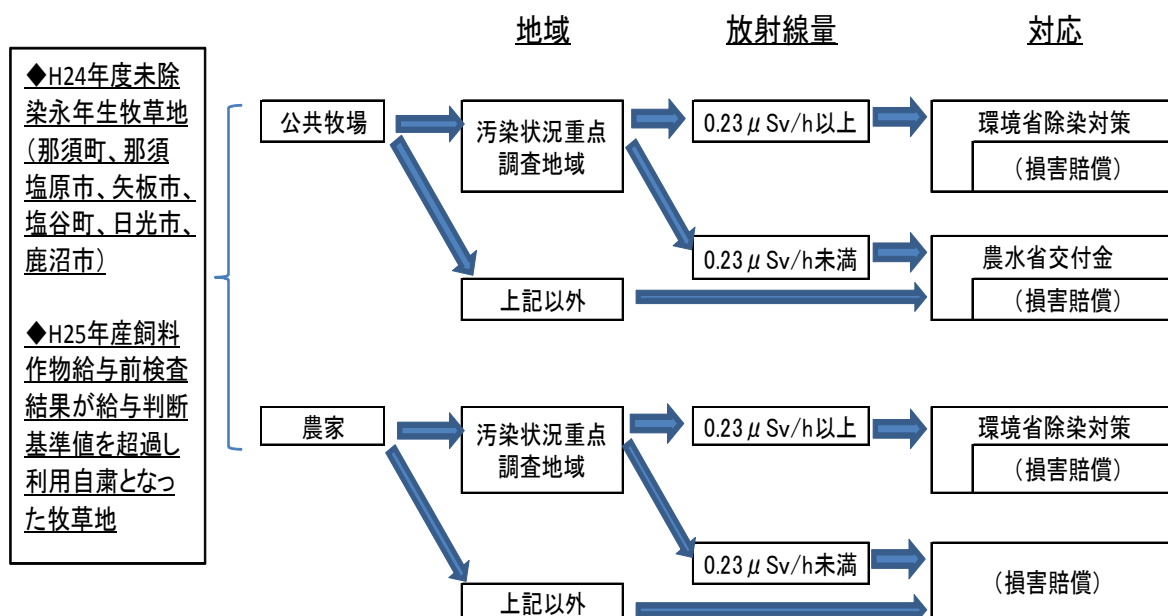 地域
放射線量
対応
◆H24年度未除
染永年生牧草地
(那須町、那須
塩原市、矢板市、
塩谷町、日光市、
鹿沼市)
◆H25年産飼料
作物給与前検査
結果が給与判断
基準値を超過し
利用自粛となっ
た牧草地
公共牧場
汚染状況重点
調査地域
0.23μSv/h以上
環境省除染対策
(損害賠償)
0.23μSv/h未満
農水省交付金
上記以外
(損害賠償)
農家
汚染状況重点
調査地域
0.23μSv/h以上
環境省除染対策
(損害賠償)
0.23μSv/h未満
(損害賠償)
上記以外